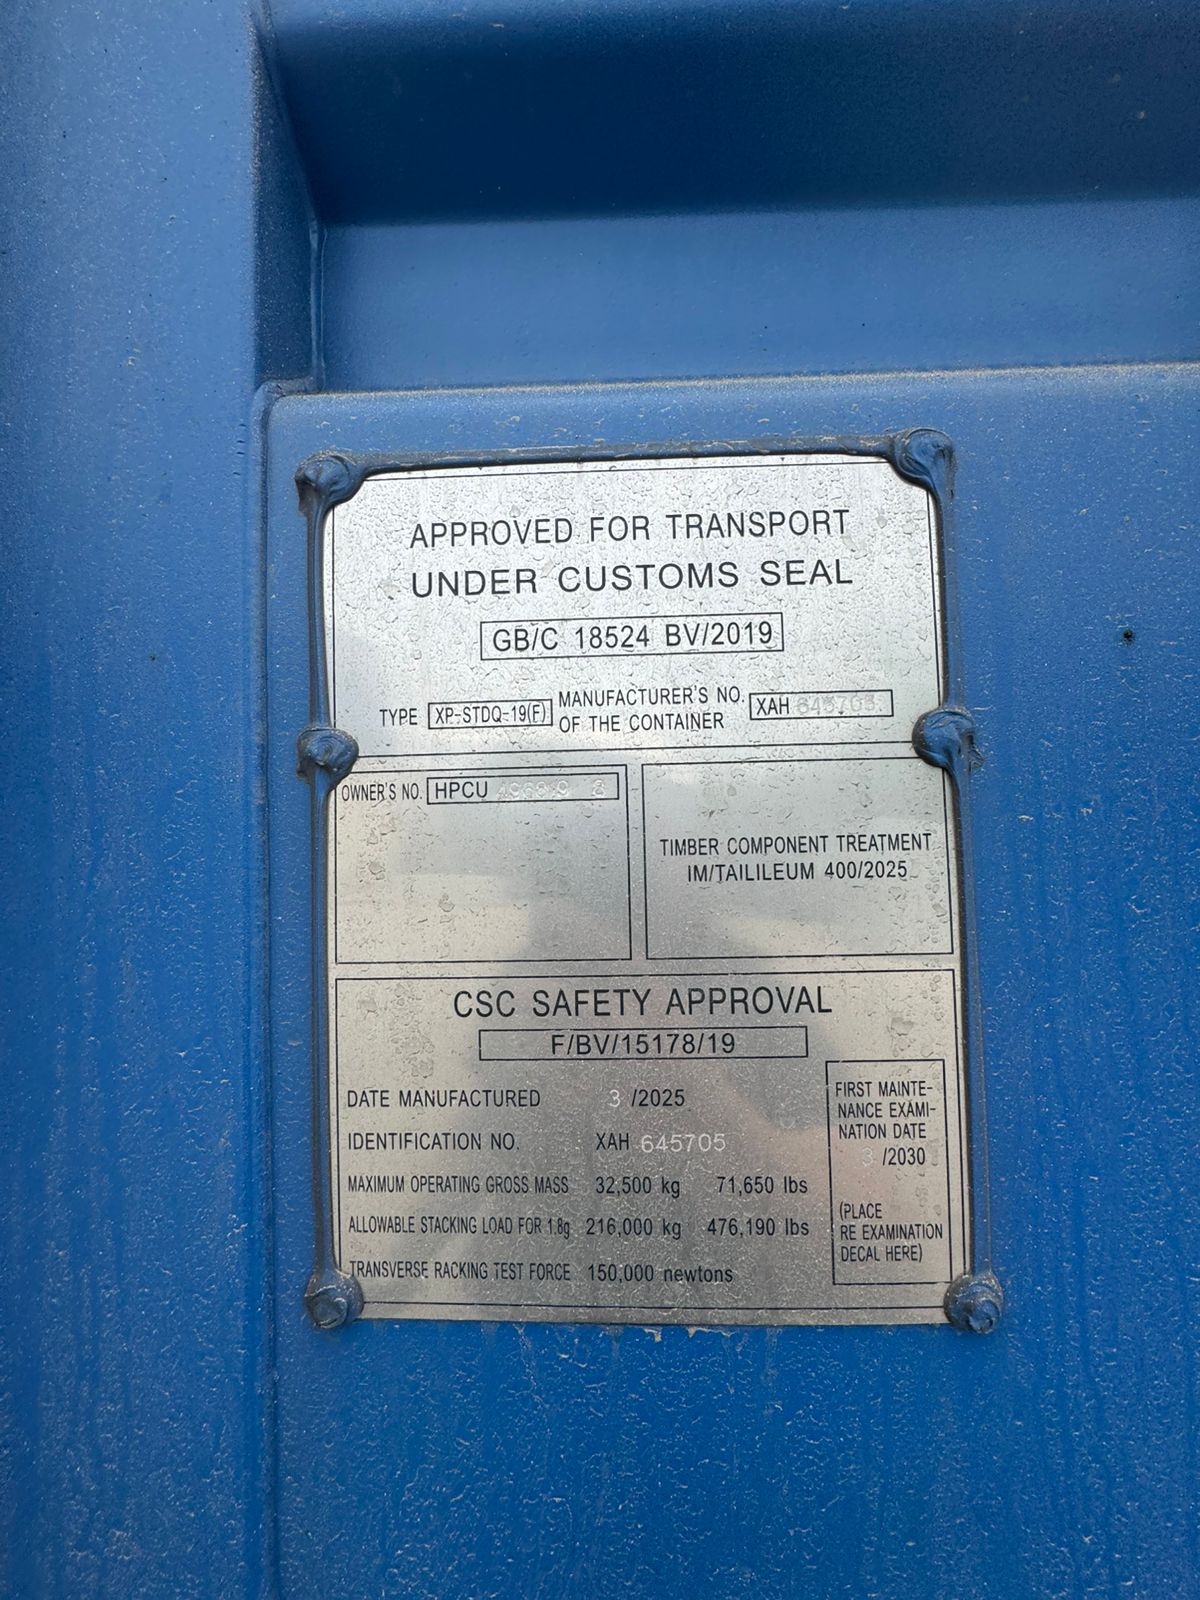 APPROVED FOR TRANSPORT
UNDER CUSTOMS SEAL
GB/C 18524 BV/2019
TYPE XP-STDQ-19(F) MANUFACTURER'S NO. OF THE CONTAINER XAH 645705
OWNER'S NO. HPCU
TIMBER COMPONENT TREATMENT
IM/TAILILEUM 400/2025
CSC SAFETY APPROVAL
F/BV/15178/19
DATE MANUFACTURED 3 /2025
IDENTIFICATION NO. XAH 645705
MAXIMUM OPERATING GROSS MASS 32,500 kg 71,650 lbs
ALLOWABLE STACKING LOAD FOR 1.8g 216,000 kg 476,190 lbs
TRANSVERSE RACKING TEST FORCE 150,000 newtons
FIRST MAINTE-
NANCE EXAMI-
NATION DATE
3 /2030
(PLACE
RE EXAMINATION
DECAL HERE)